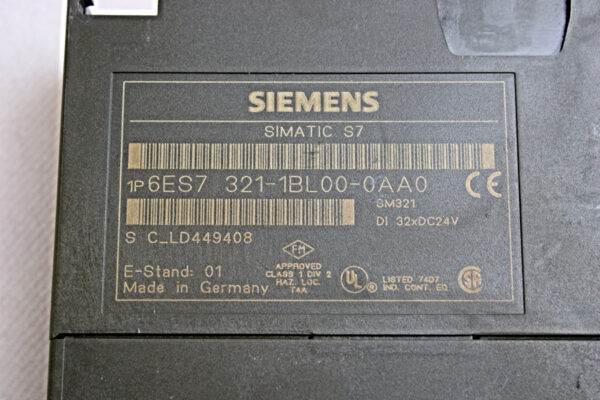 SIEMENS
SIMATIC S7
1P 6ES7 321-1BL00-0AA0 CE
SM321
DI 32xDC24V
S C_LD449408
E-Stand: 01
Made in Germany
FM
APPROVED
CLASS 1 DIV 2
HAZ. LOC.
T4A
UL ®
LISTED 7407
IND. CONT. EQ